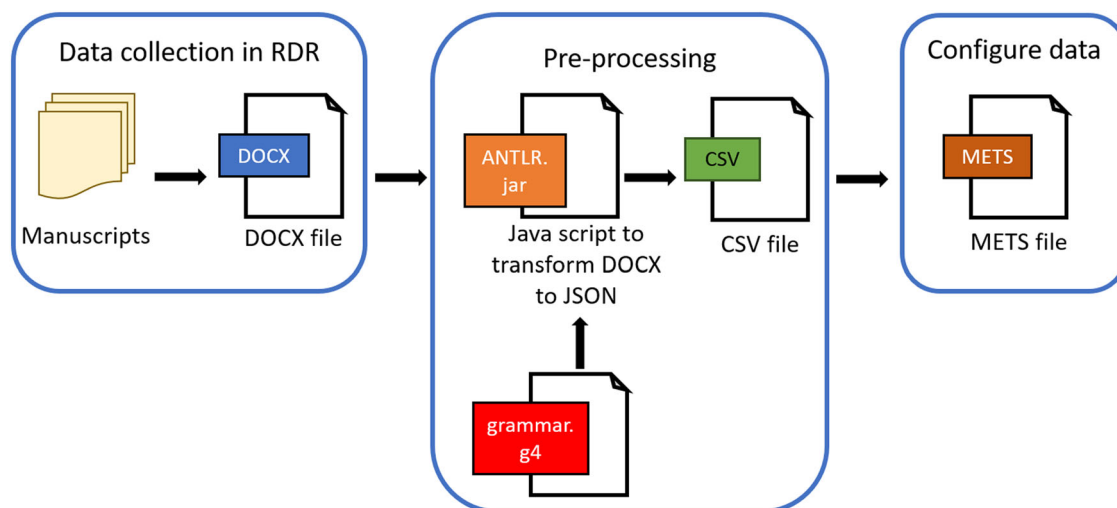 Data collection in RDR
DOCX
Manuscripts
DOCX file
Pre-processing
ANTLR.
jar
Java script to
transform DOCX
to JSON
CSV
CSV file
grammar.
g4
Configure data
METS
METS file